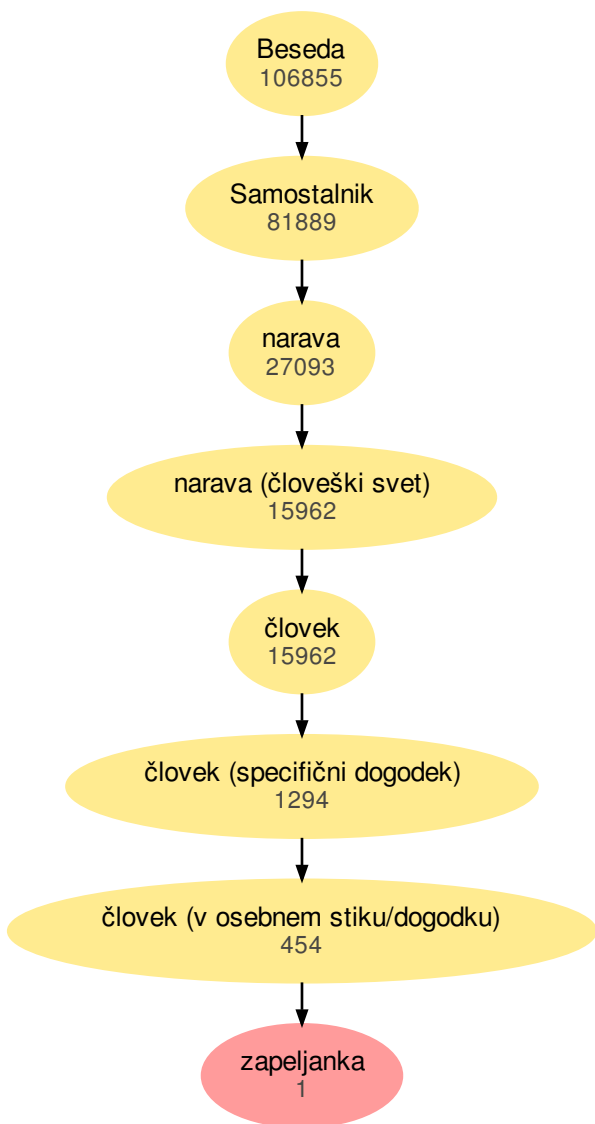 Beseda
106855
Samostalnik
81889
narava
27093
narava (človeški svet)
15962
človek
15962
človek (specifični dogodek)
1294
človek (v osebnem stiku/dogodku)
454
zapeljanka
1